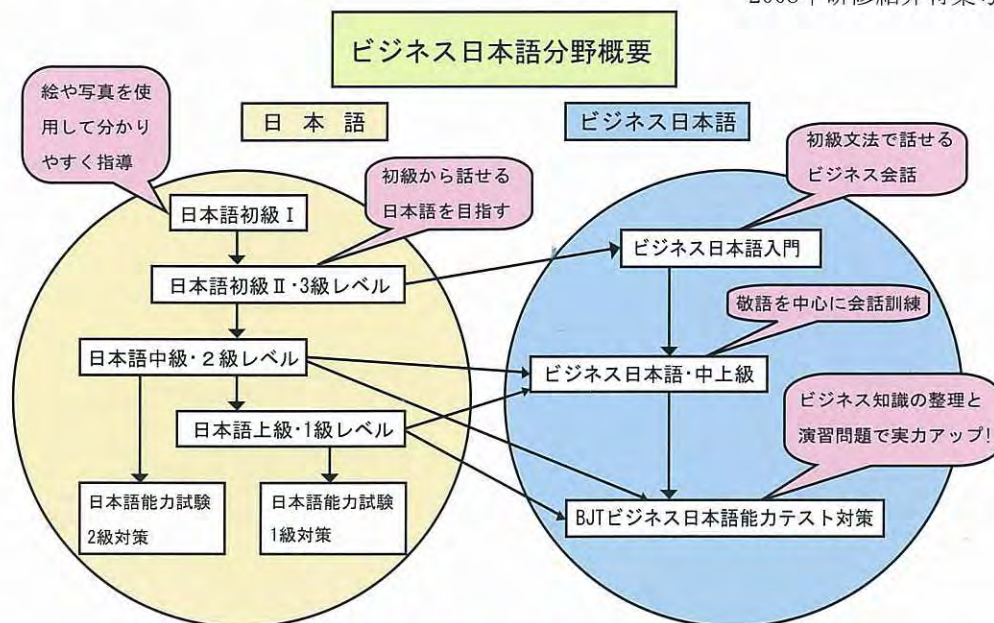 ビジネス日本語分野概要
絵や写真を使
用して分かり
やすく指導
日本語
ビジネス日本語
初級文法で話せる
ビジネス会話
初級から話せる
日本語を目指す
日本語初級Ⅰ
ビジネス日本語入門
日本語初級Ⅱ・3級レベル
敬語を中心に会話訓練
日本語中級・2級レベル
ビジネス日本語・中上級
ビジネス知識の整理と
演習問題で実力アップ!
日本語上級・1級レベル
日本語能力試験
2級対策
日本語能力試験
1級対策
BJTビジネス日本語能力テスト対策